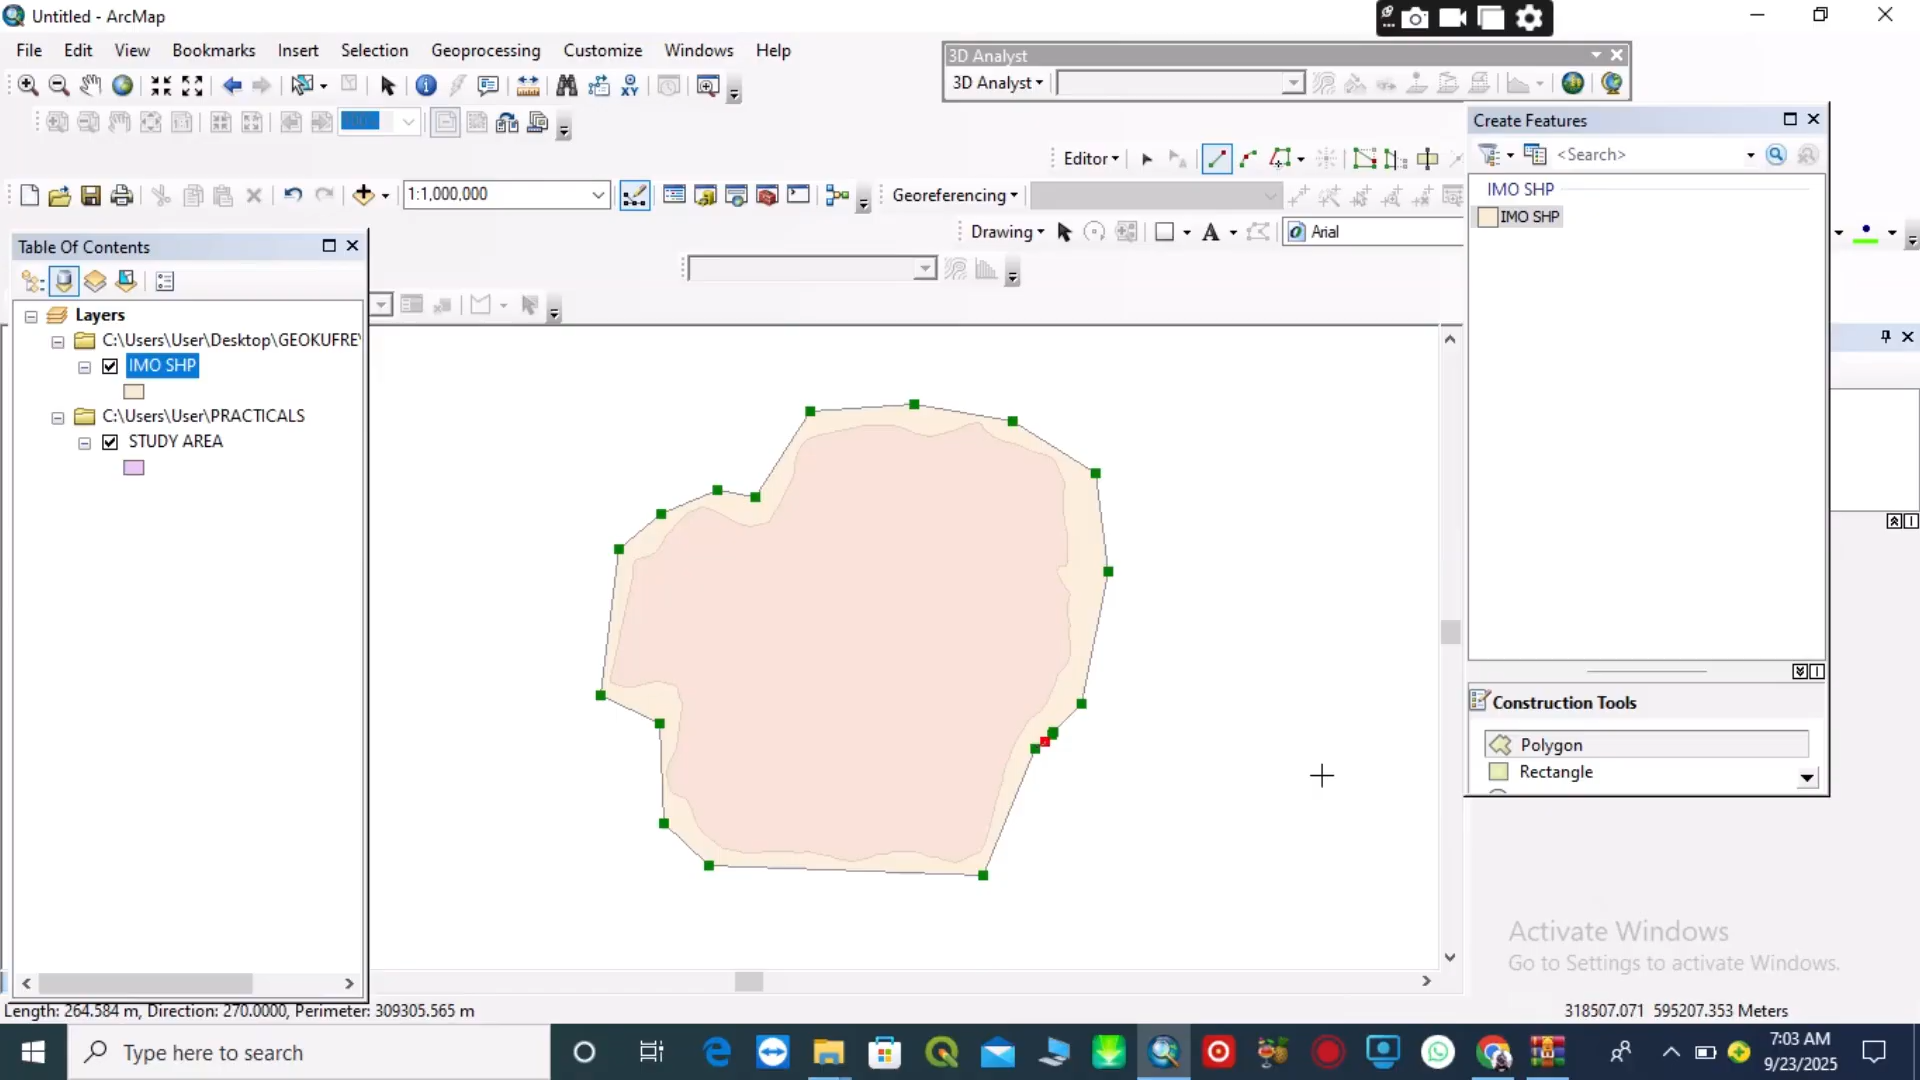 Untitled - ArcMap
File Edit View Bookmarks Insert Selection Geoprocessing Customize Windows Help
3D Analyst
3D Analyst
XY
1:1
Editor
1:1,000,000
Georeferencing
Drawing
A
Arial
Create Features
<Search>
IMO SHP
IMO SHP
Table Of Contents
Layers
C:\Users\User\Desktop\GEOKUFRE
IMO SHP
C:\Users\User\PRACTICALS
STUDY AREA
Construction Tools
Polygon
Rectangle
Activate Windows
Go to Settings to activate Windows.
Length: 264.584 m, Direction: 270.0000, Perimeter: 309305.565 m
318507.071 595207.353 Meters
Type here to search
7:03 AM
9/23/2025